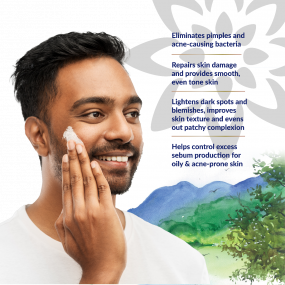 Eliminates pimples and
acne-causing bacteria
Repairs skin damage
and provides smooth,
even tone skin
Lightens dark spots and
blemishes, improves
skin texture and evens
out patchy complexion
Helps control excess
sebum production for
oily & acne-prone skin